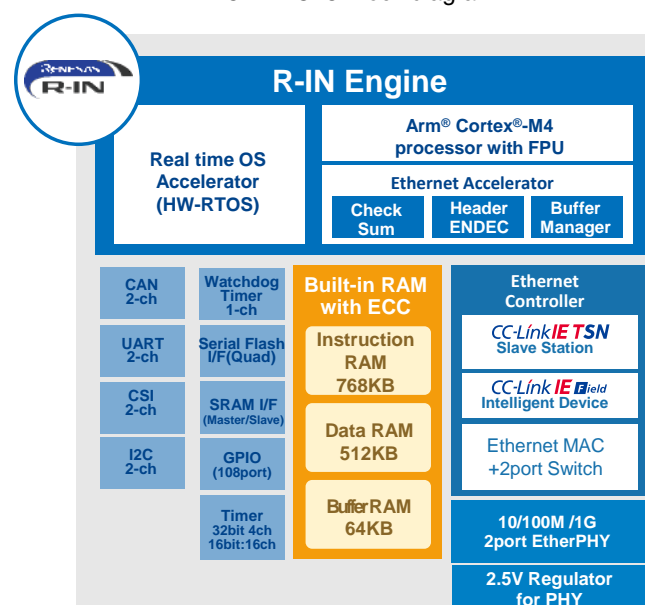 RENESAS
R-IN
R-IN Engine
Real time OS
Accelerator
(HW-RTOS)
Arm® Cortex®-M4
processor with FPU
Ethernet Accelerator
Check
Sum
Header
ENDEC
Buffer
Manager
CAN
2-ch
UART
2-ch
CSI
2-ch
I2C
2-ch
Watchdog
Timer
1-ch
Serial Flash
I/F(Quad)
SRAM I/F
(Master/Slave)
GPIO
(108port)
Timer
32bit 4ch
16bit:16ch
Built-in RAM
with ECC
Instruction
RAM
768KB
Data RAM
512KB
BufferRAM
64KB
Ethernet
Controller
CC-Link IE TSN
Slave Station
CC-Link IE Field
Intelligent Device
Ethernet MAC
+2port Switch
10/100M /1G
2port EtherPHY
2.5V Regulator
for PHY